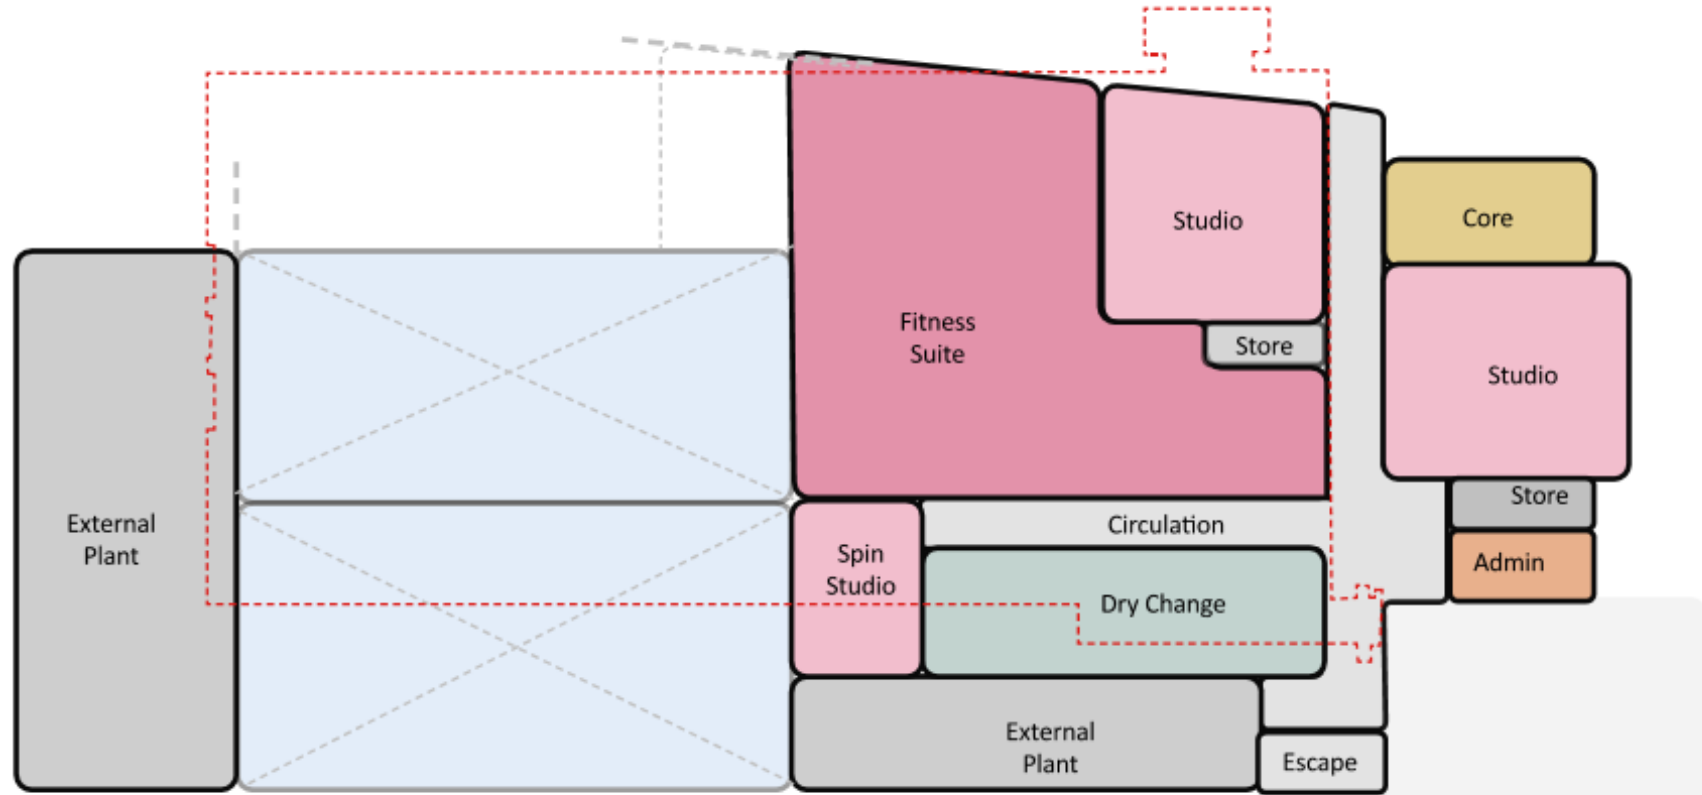 Studio
Core
Fitness
Suite
Store
Studio
Store
External
Plant
Circulation
Spin
Studio
Admin
Dry Change
External
Plant
Escape